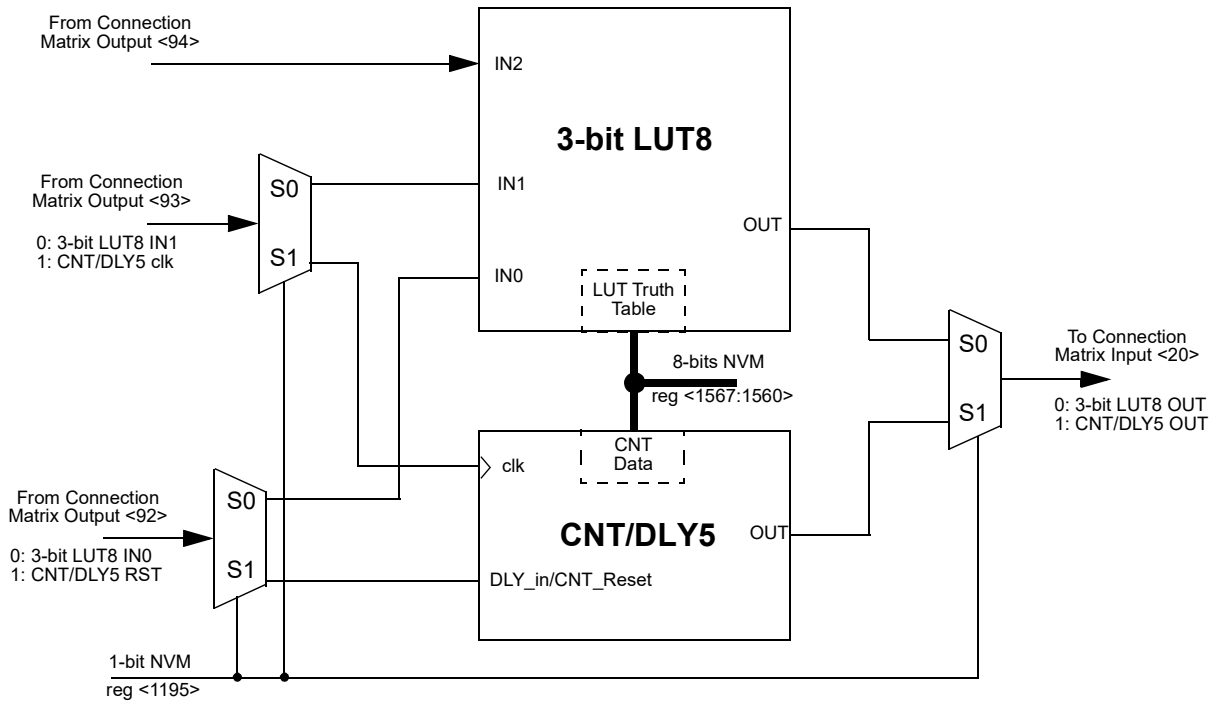 From Connection
Matrix Output <94>
IN2
3-bit LUT8
From Connection
Matrix Output <93>
0: 3-bit LUT8 IN1
1: CNT/DLY5 clk
S0
S1
IN1
IN0
OUT
LUT Truth
Table
8-bits NVM
reg <1567:1560>
S0
S1
To Connection
Matrix Input <20>
0: 3-bit LUT8 OUT
1: CNT/DLY5 OUT
CNT
Data
clk
CNT/DLY5
OUT
DLY_in/CNT_Reset
From Connection
Matrix Output <92>
0: 3-bit LUT8 IN0
1: CNT/DLY5 RST
S0
S1
1-bit NVM
reg <1195>